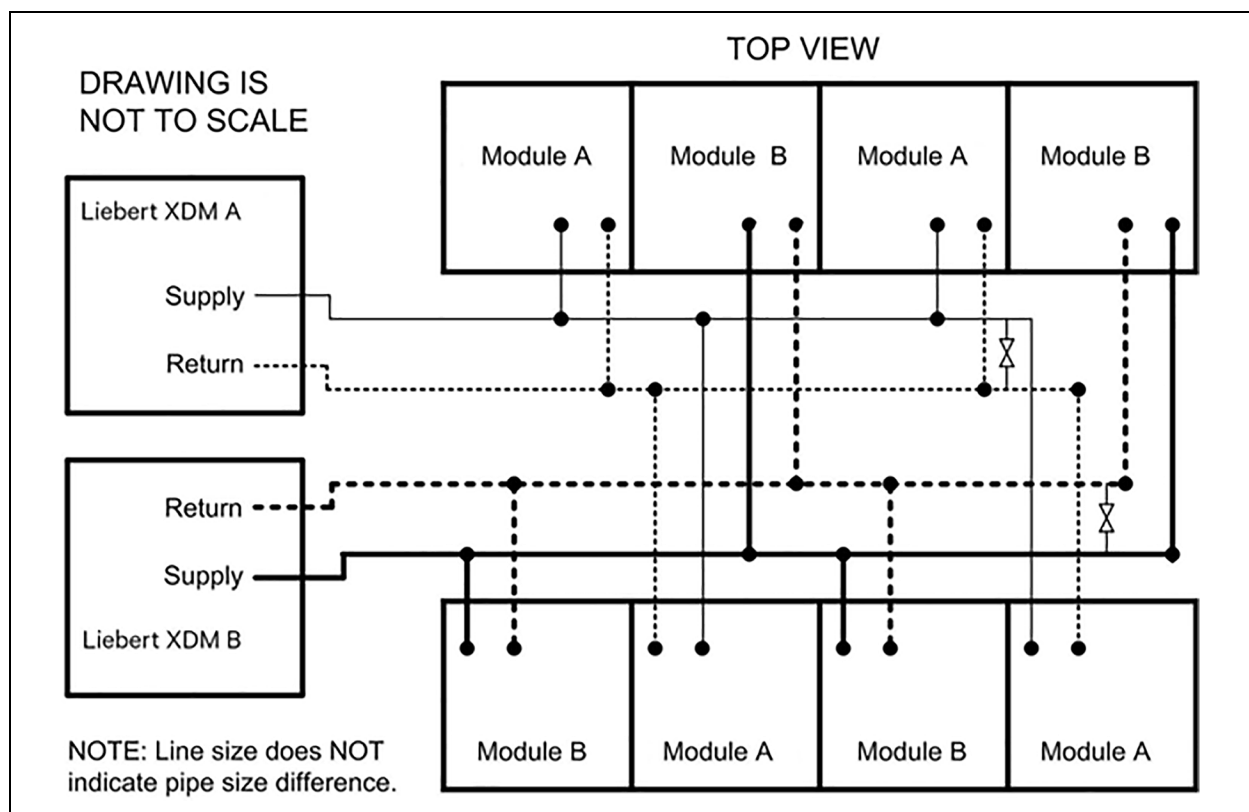 TOP VIEW
DRAWING IS
NOT TO SCALE
Module A
Module B
Module A
Module B
Liebert XDM A
Supply
Return
Return
Supply
Liebert XDM B
Module B
Module A
Module B
Module A
NOTE: Line size does NOT
indicate pipe size difference.